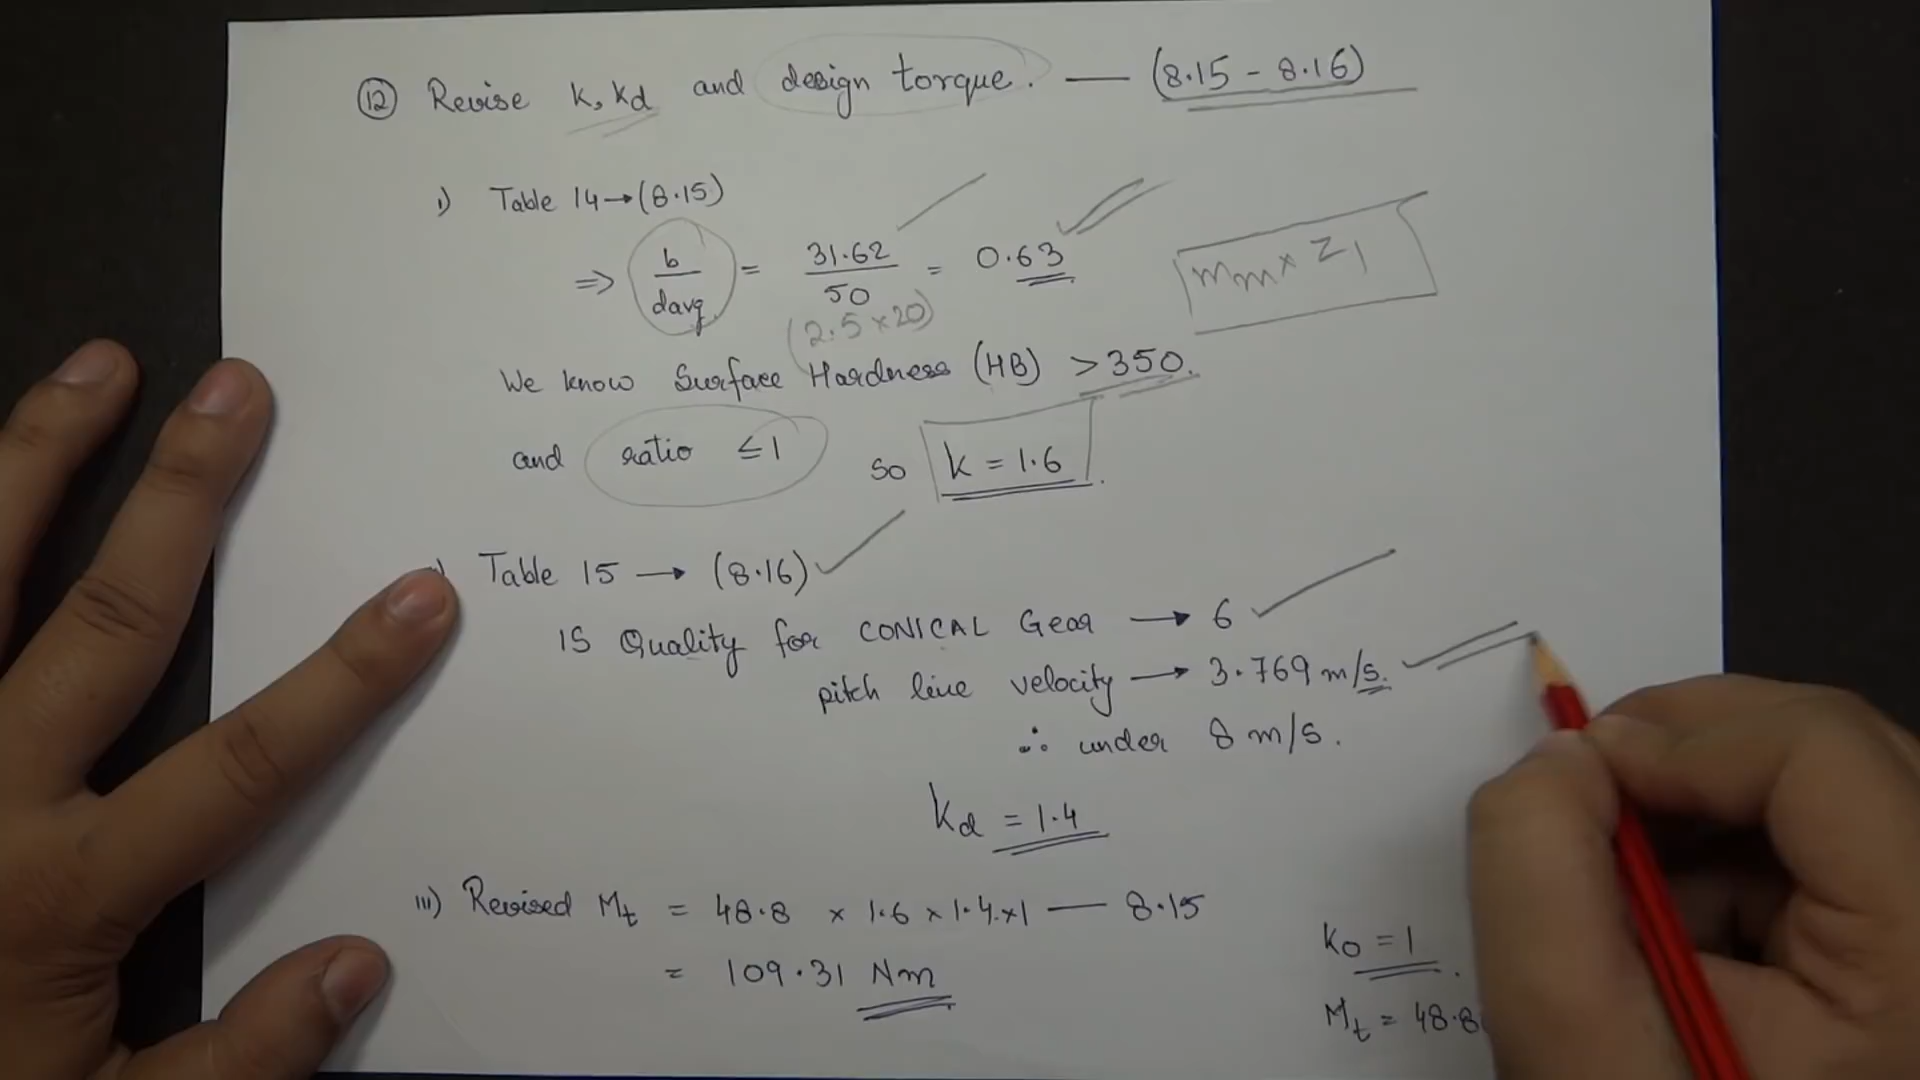 12 Revise K, Kd and design torque. — (8.15 - 8.16)
i) Table 14 → (8.15)
⇒ b/davg. = 31.62/50 = 0.63
(2.5 × 20)
mm × Z1
We know Surface Hardness (HB) > 350.
and ratio ≤ 1 so K = 1.6.
) Table 15 → (8.16)
IS Quality for CONICAL Gear → 6
pitch line velocity → 3.769 m/s.
∴ under 8 m/s.
Kd = 1.4
iii) Revised Mt = 48.8 × 1.6 × 1.4 × 1 — 8.15
= 109.31 Nm
Ko = 1.
Mt = 48.8